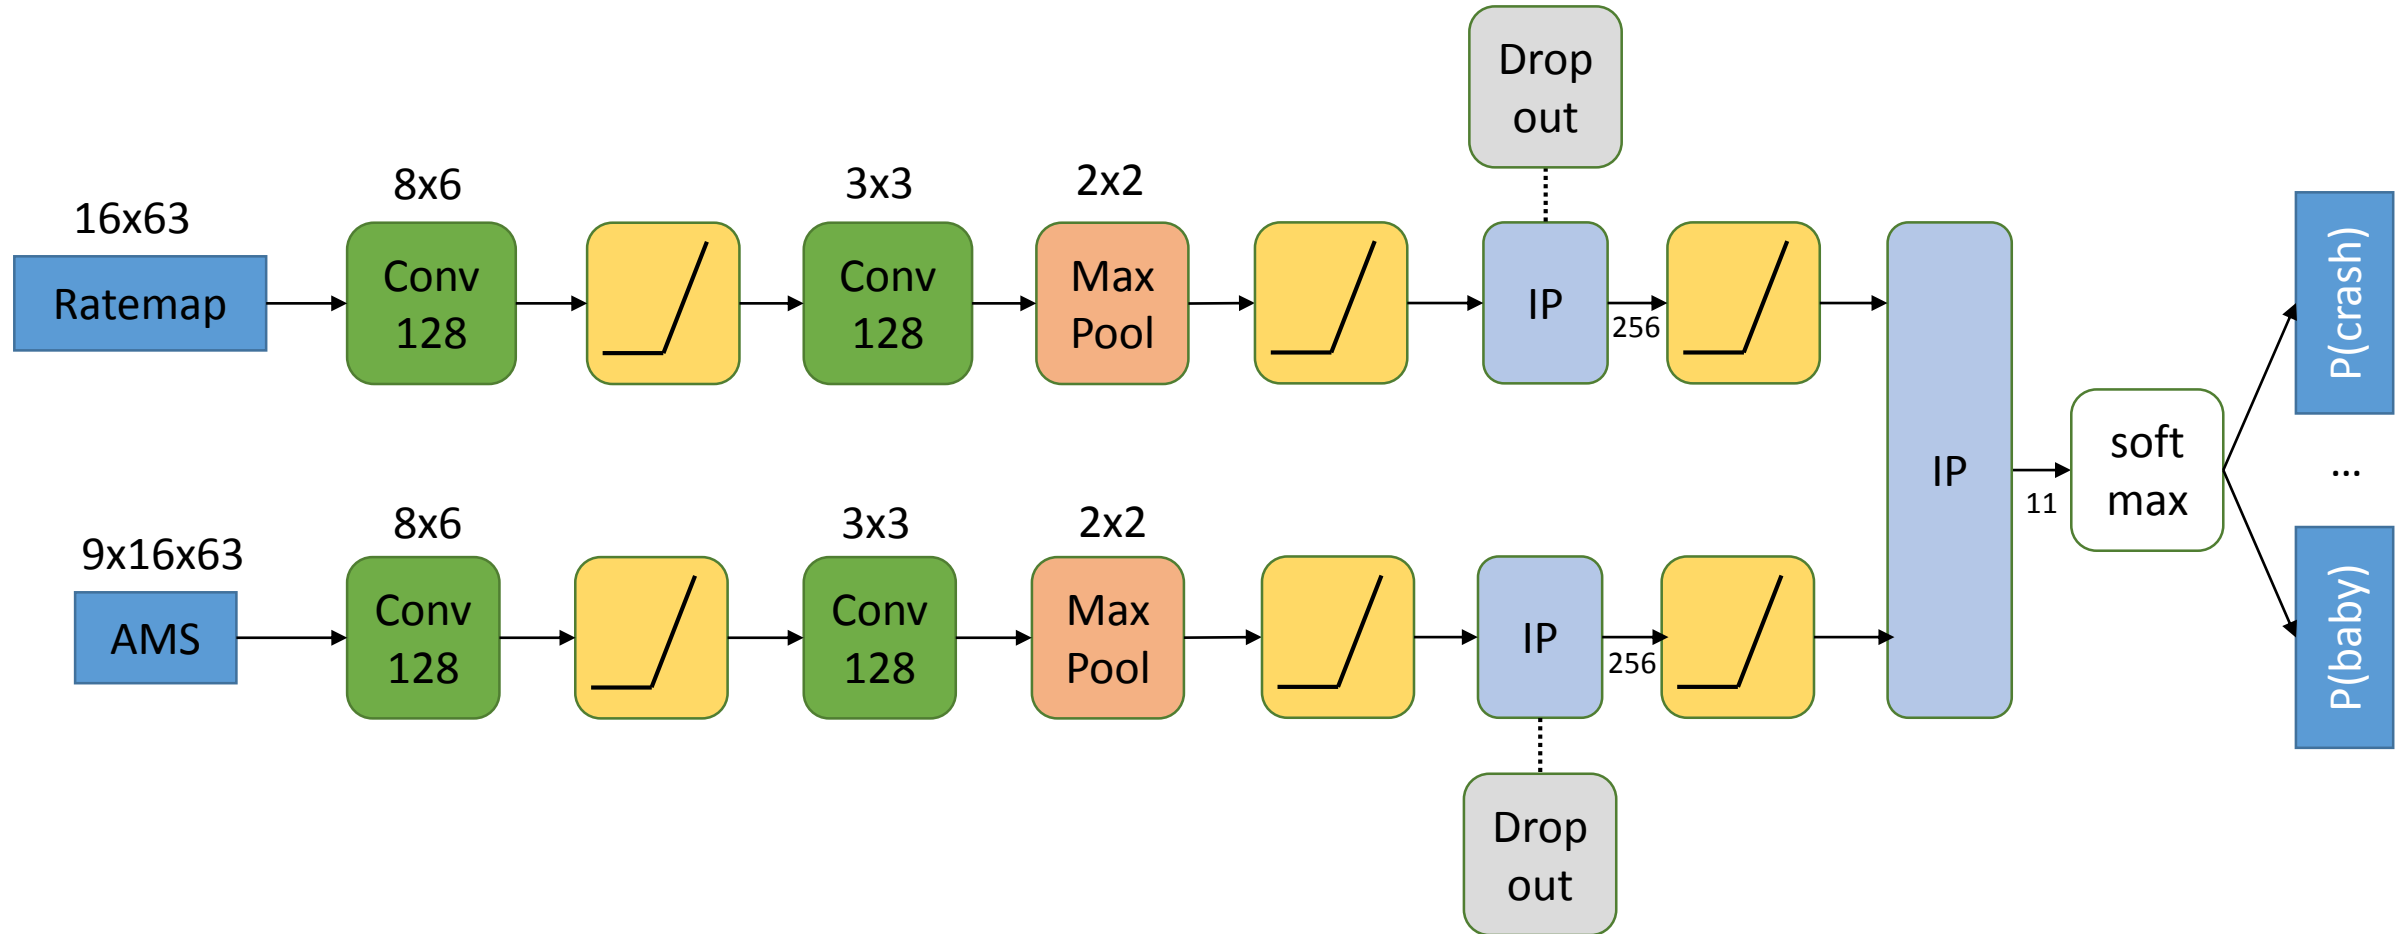 Drop
out
16x63
Ratemap
8x6
Conv
128
3x3
Conv
128
2x2
Max
Pool
IP
256
9x16x63
AMS
8x6
Conv
128
3x3
Conv
128
2x2
Max
Pool
IP
256
Drop
out
IP
11
soft
max
P(crash)
...
P(baby)